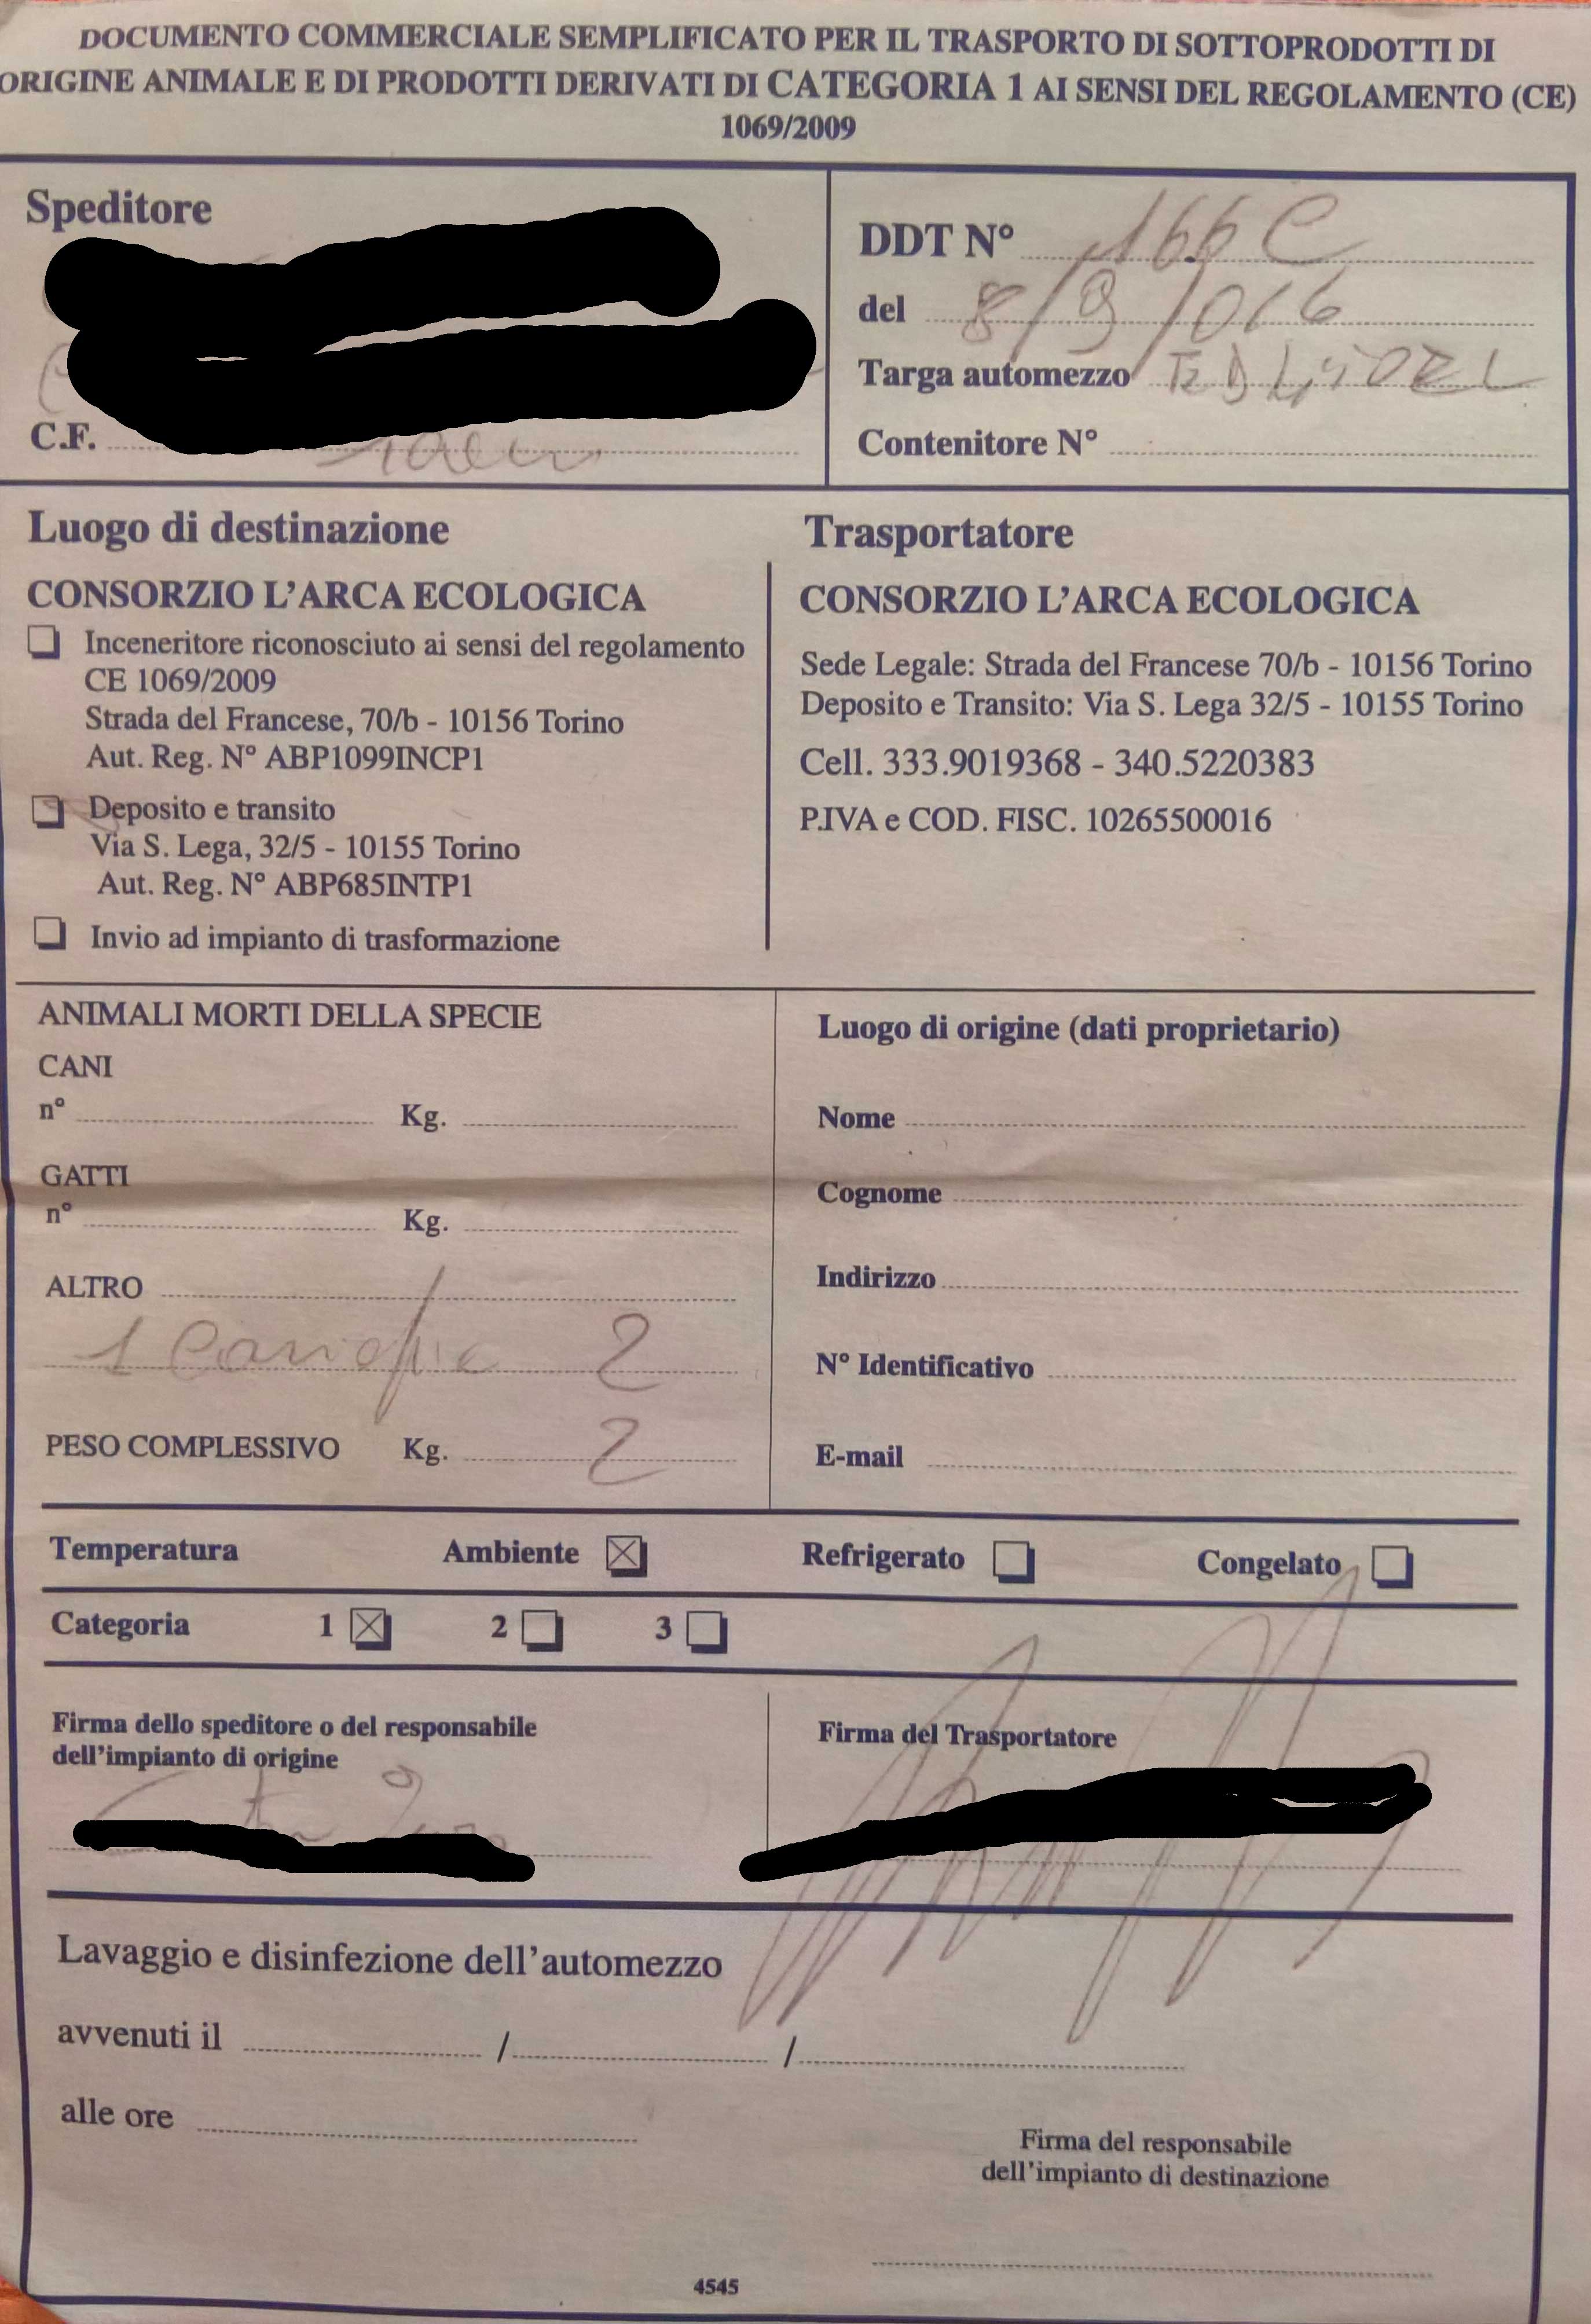 DOCUMENTO COMMERCIALE SEMPLIFICATO PER IL TRASPORTO DI SOTTOPRODOTTI DI
ORIGINE ANIMALE E DI PRODOTTI DERIVATI DI CATEGORIA 1 AI SENSI DEL REGOLAMENTO (CE)
1069/2009
Speditore
C.F.
DDT N° 166 C
del 8/9/016
Targa automezzo
Contenitore N°
Luogo di destinazione
CONSORZIO L'ARCA ECOLOGICA
Inceneritore riconosciuto ai sensi del regolamento
CE 1069/2009
Strada del Francese, 70/b - 10156 Torino
Aut. Reg. N° ABP1099INCP1
Deposito e transito
Via S. Lega, 32/5 - 10155 Torino
Aut. Reg. N° ABP685INTP1
Invio ad impianto di trasformazione
Trasportatore
CONSORZIO L'ARCA ECOLOGICA
Sede Legale: Strada del Francese 70/b - 10156 Torino
Deposito e Transito: Via S. Lega 32/5 - 10155 Torino
Cell. 333.9019368 - 340.5220383
P.IVA e COD. FISC. 10265500016
ANIMALI MORTI DELLA SPECIE
CANI
n° Kg.
GATTI
n° Kg.
ALTRO
1 2
PESO COMPLESSIVO Kg. 2
Luogo di origine (dati proprietario)
Nome
Cognome
Indirizzo
N° Identificativo
E-mail
Temperatura Ambiente Refrigerato Congelato
Categoria 1 2 3
Firma dello speditore o del responsabile
dell'impianto di origine
Firma del Trasportatore
Lavaggio e disinfezione dell'automezzo
avvenuti il / /
alle ore
Firma del responsabile
dell'impianto di destinazione
4545